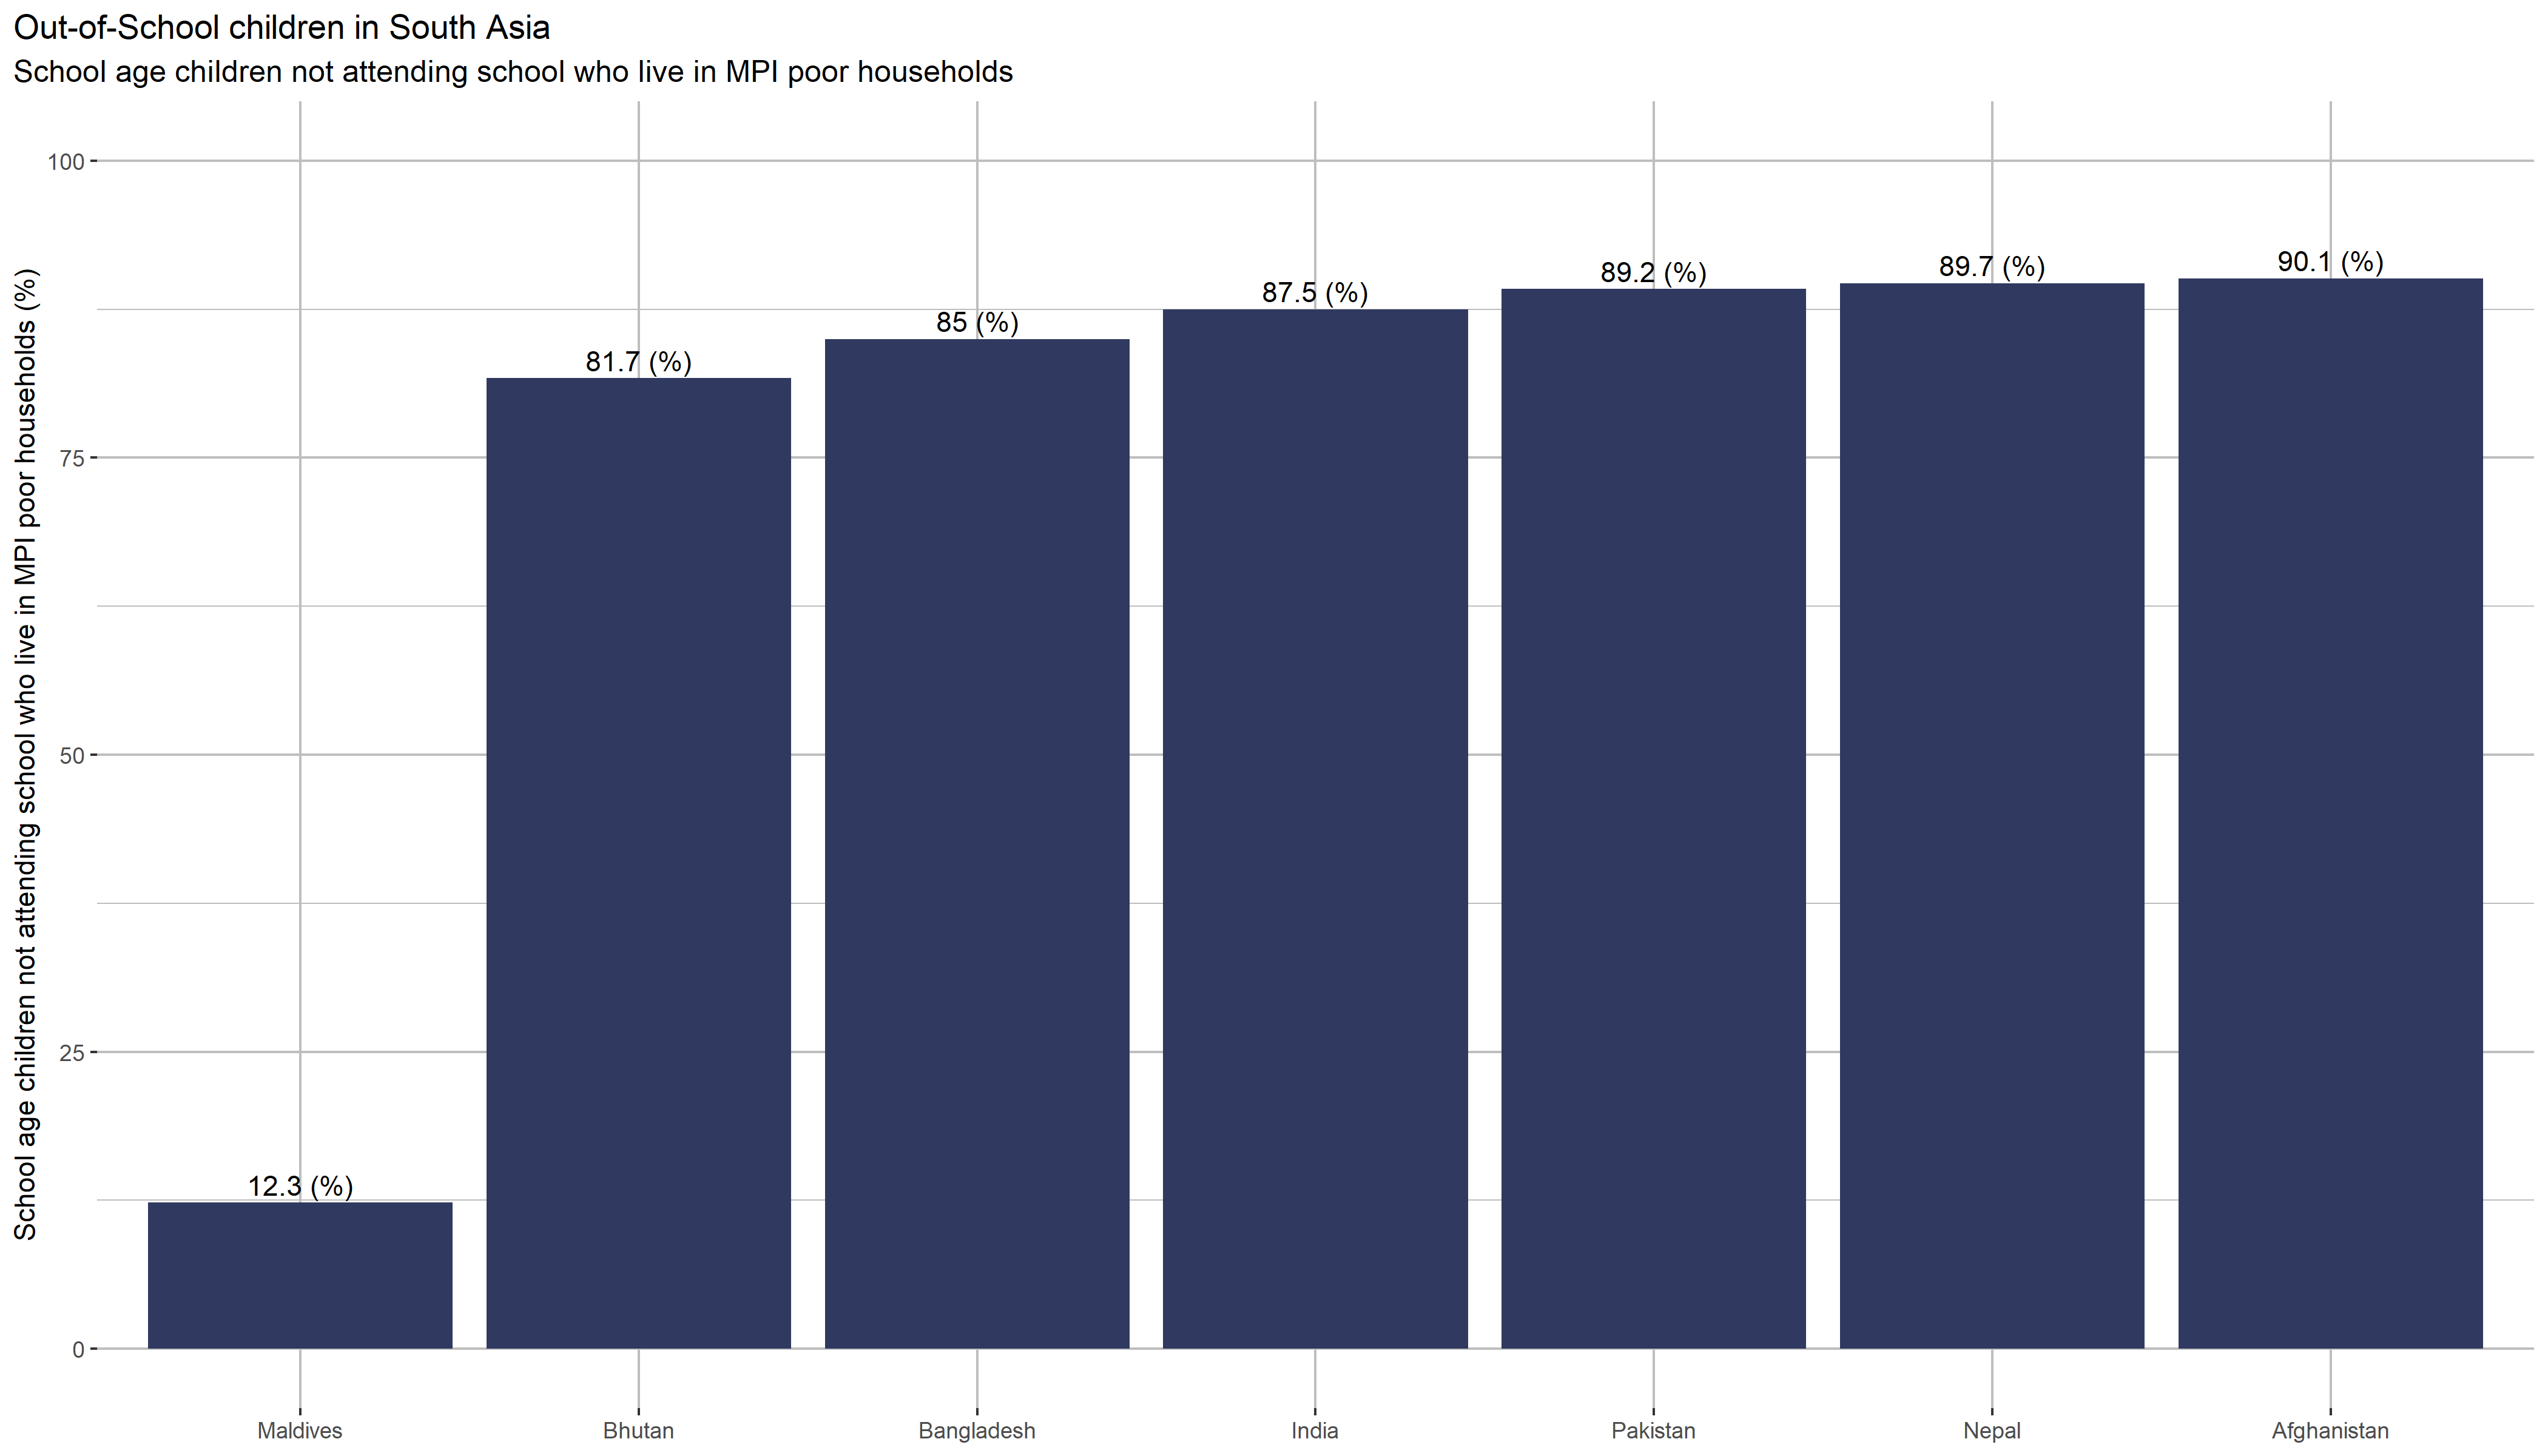 Out-of-School children in South Asia
School age children not attending school who live in MPI poor households
School age children not attending school who live in MPI poor households (%)
100
75
50
25
0
12.3 (%)
81.7 (%)
85 (%)
87.5 (%)
89.2 (%)
89.7 (%)
90.1 (%)
Maldives
Bhutan
Bangladesh
India
Pakistan
Nepal
Afghanistan